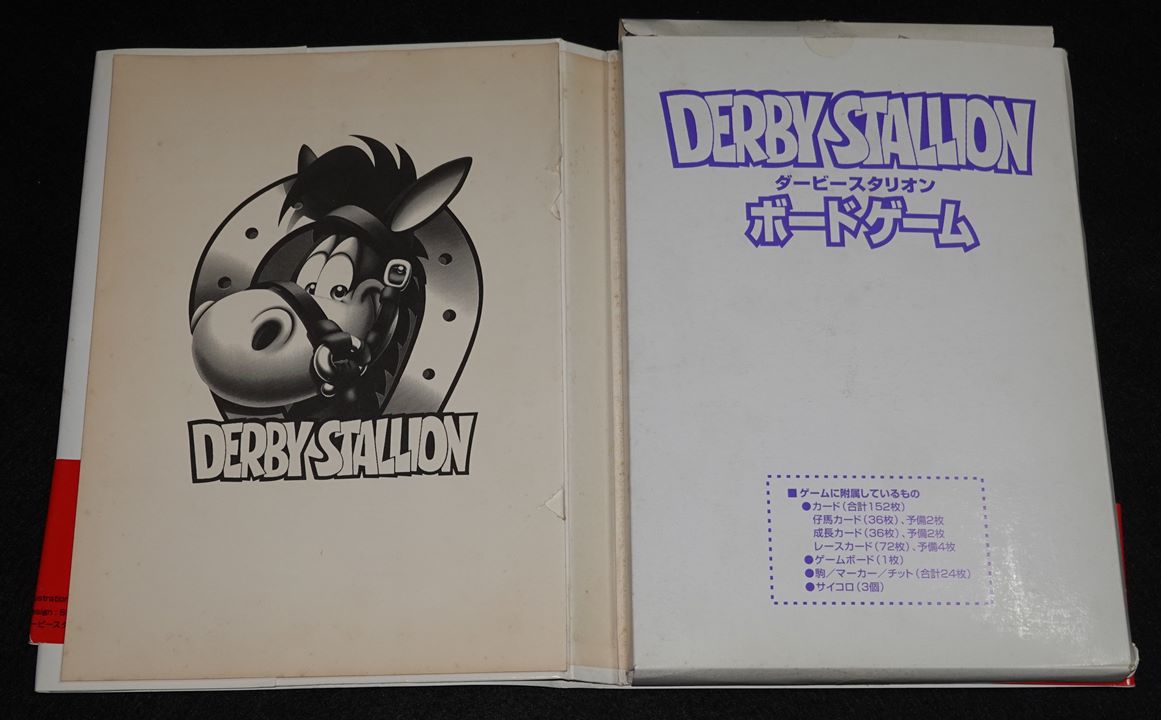 DERBY STALLION
DERBY STALLION
ダービースタリオン
ボードゲーム
■ゲームに附属しているもの
●カード(合計152枚)
仔馬カード(36枚)、予備2枚
成長カード(36枚)、予備2枚
レースカード(72枚)、予備4枚
●ゲームボード(1枚)
●駒/マーカー/チット(合計24枚)
●サイコロ(3個)